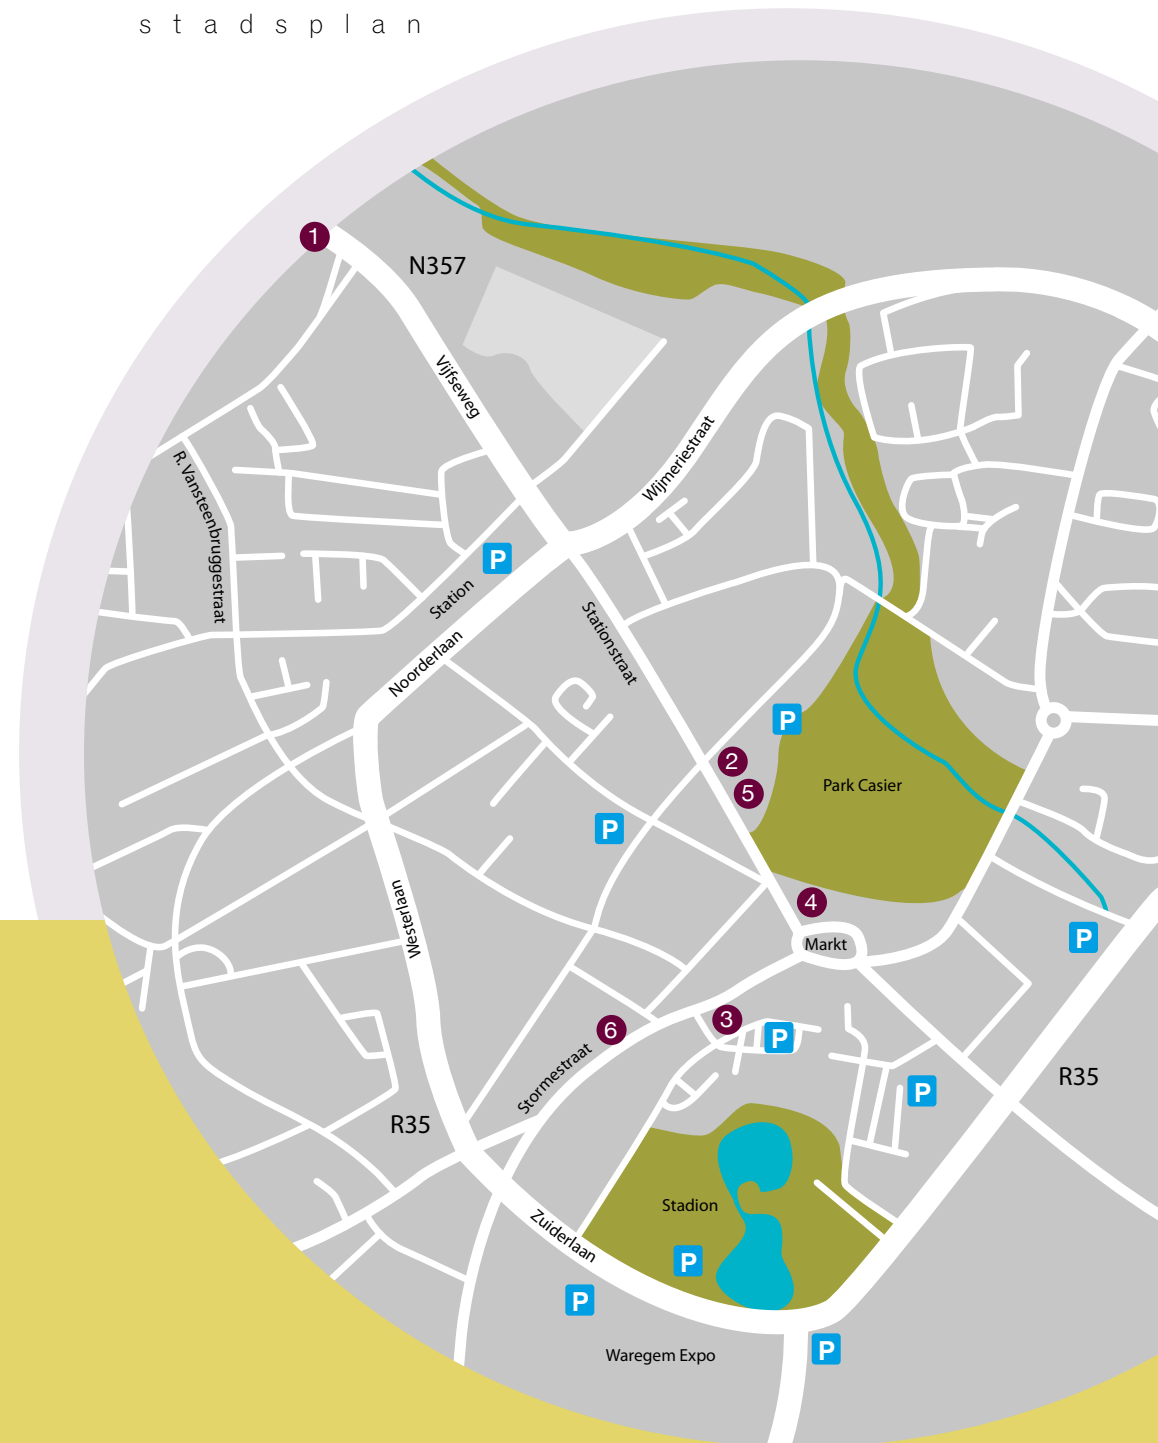 stadsplan
1
N357
Vijfseweg
R. Vansteenbruggestraat
Wijmeriestraat
P
Station
Stationstraat
Noorderlaan
P
2
5
Park Casier
P
Westerlaan
4
Markt
P
3
6
P
Stormestraat
R35
P
R35
Stadion
Zuiderlaan
P
P
P
Waregem Expo